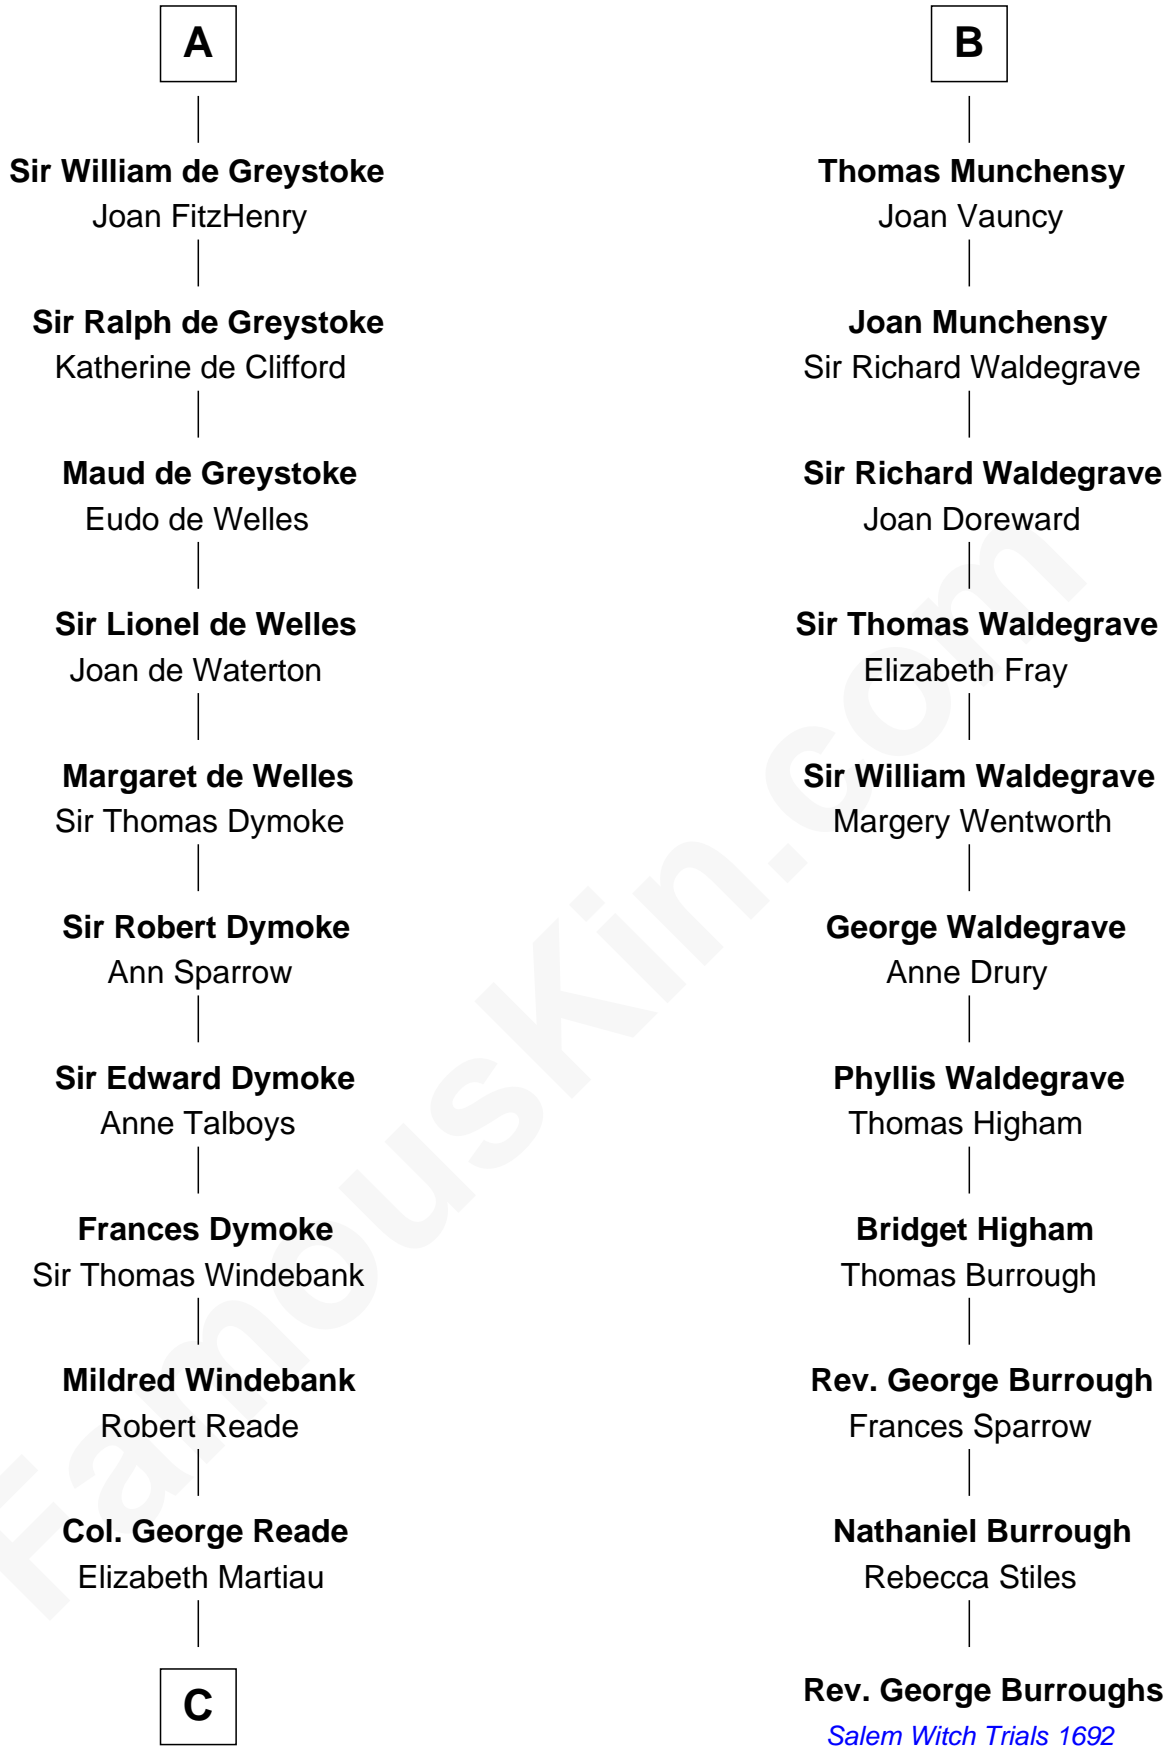 A
Sir William de Greystoke
Joan FitzHenry
Sir Ralph de Greystoke
Katherine de Clifford
Maud de Greystoke
Eudo de Welles
Sir Lionel de Welles
Joan de Waterton
Margaret de Welles
Sir Thomas Dymoke
Sir Robert Dymoke
Ann Sparrow
Sir Edward Dymoke
Anne Talboys
Frances Dymoke
Sir Thomas Windebank
Mildred Windebank
Robert Reade
Col. George Reade
Elizabeth Martiau
C
B
Thomas Munchensy
Joan Vauncy
Joan Munchensy
Sir Richard Waldegrave
Sir Richard Waldegrave
Joan Doreward
Sir Thomas Waldegrave
Elizabeth Fray
Sir William Waldegrave
Margery Wentworth
George Waldegrave
Anne Drury
Phyllis Waldegrave
Thomas Higham
Bridget Higham
Thomas Burrough
Rev. George Burrough
Frances Sparrow
Nathaniel Burrough
Rebecca Stiles
Rev. George Burroughs
Salem Witch Trials 1692
FamousKin.com